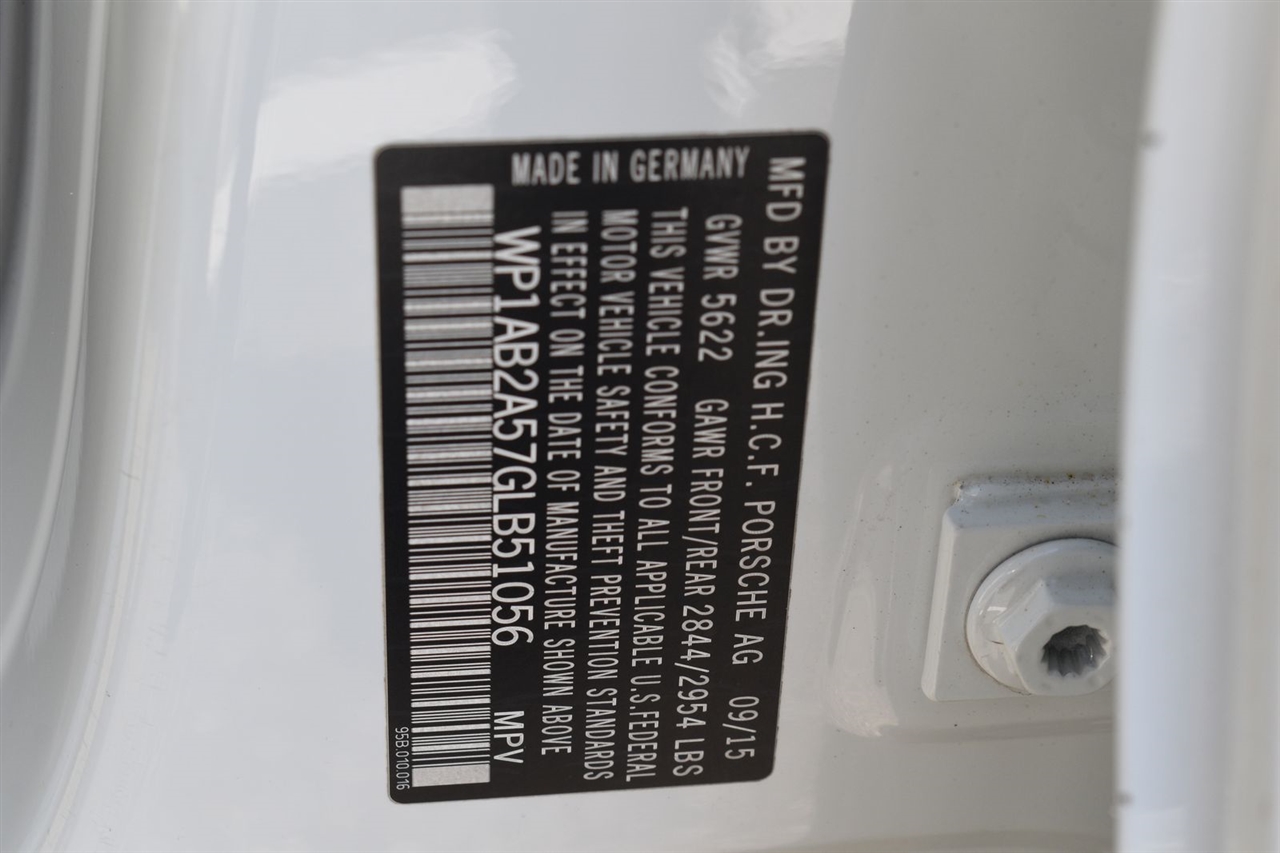 MFD BY DR.ING H.C.F. PORSCHE AG 09/15
GVWR 5622 GAWR FRONT/REAR 2844/2954 LBS
THIS VEHICLE CONFORMS TO ALL APPLICABLE U.S.FEDERAL
MOTOR VEHICLE SAFETY AND THEFT PREVENTION STANDARDS
IN EFFECT ON THE DATE OF MANUFACTURE SHOWN ABOVE
WP1AB2A57GLB51056 MPV
MADE IN GERMANY
95B.010.016